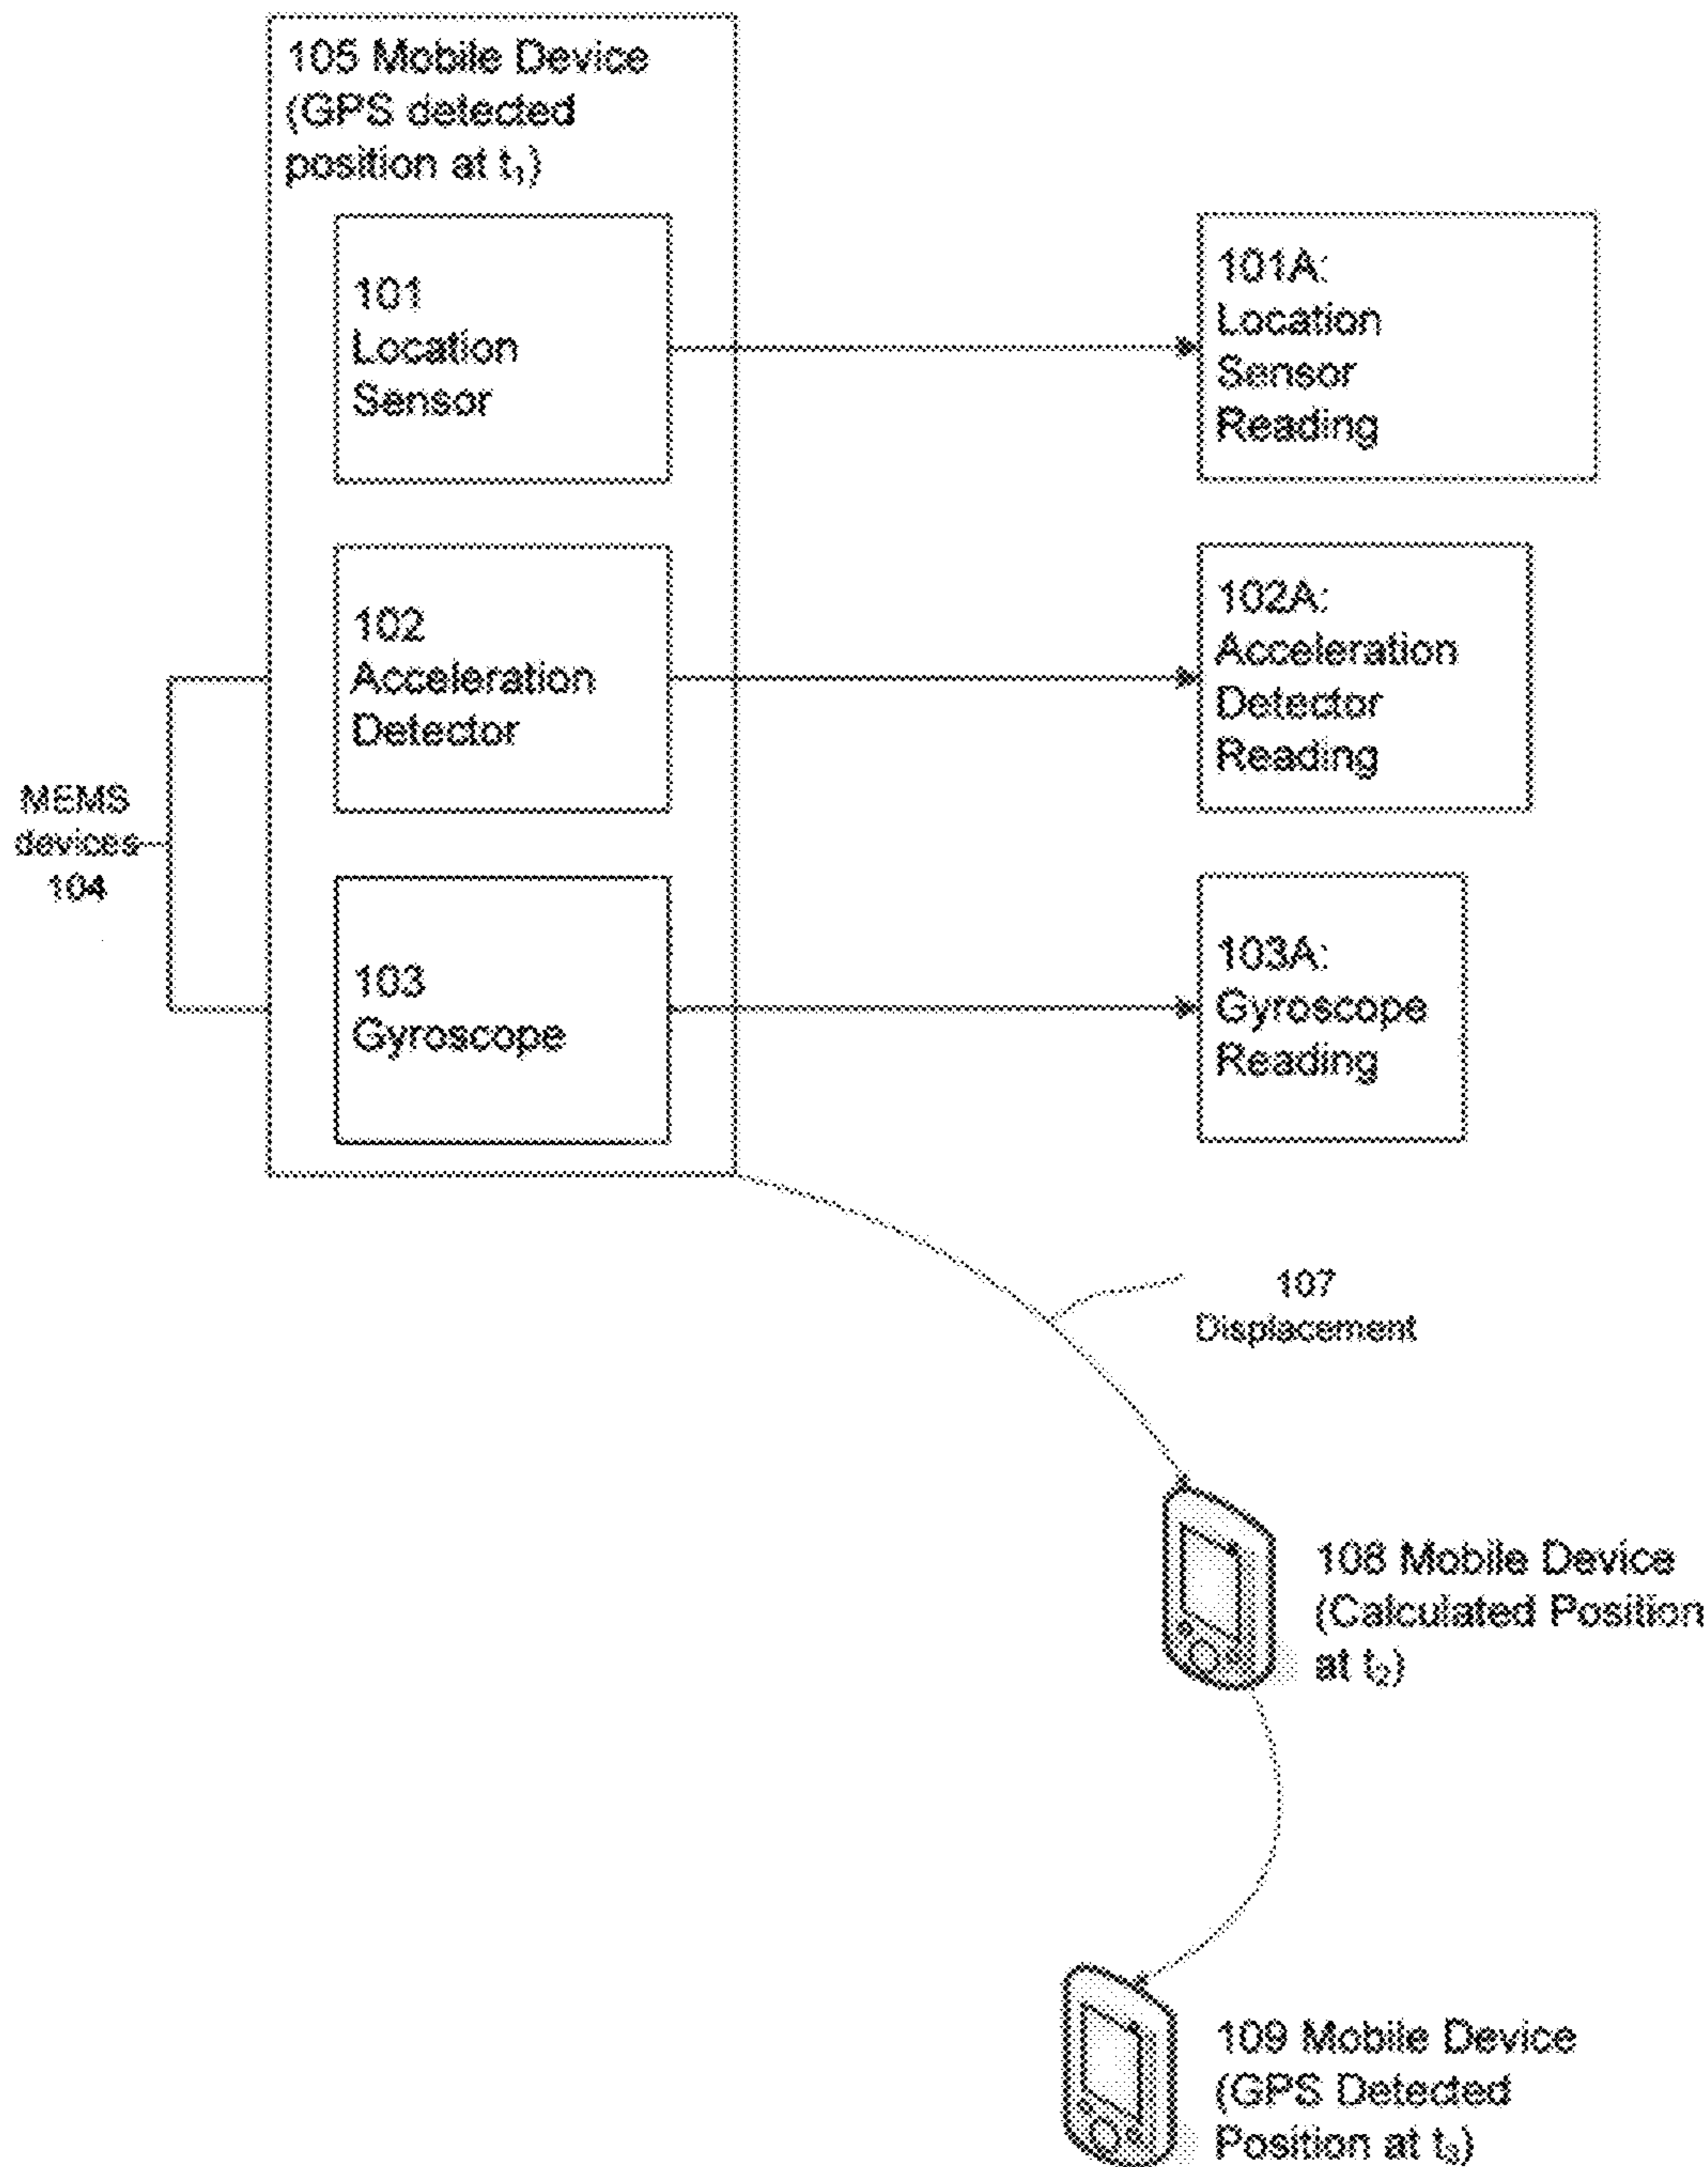 105 Mobile Device
(GPS detected
position at t₁)
101
Location
Sensor
101A:
Location
Sensor
Reading
102
Acceleration
Detector
102A:
Acceleration
Detector
Reading
MEMS
devices
104
103
Gyroscope
103A:
Gyroscope
Reading
107
Displacement
108 Mobile Device
(Calculated Position
at t₂)
109 Mobile Device
(GPS Detected
Position at t₃)